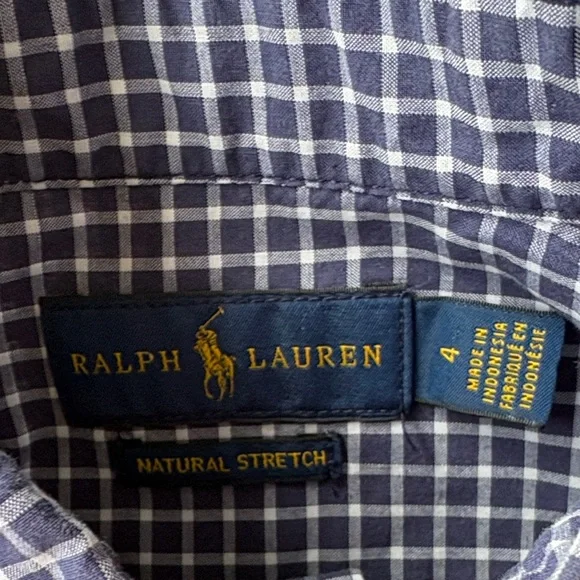 RALPH LAUREN
4
MADE IN
INDONESIA
FABRIQUÉ EN
INDONÉSIE
NATURAL STRETCH